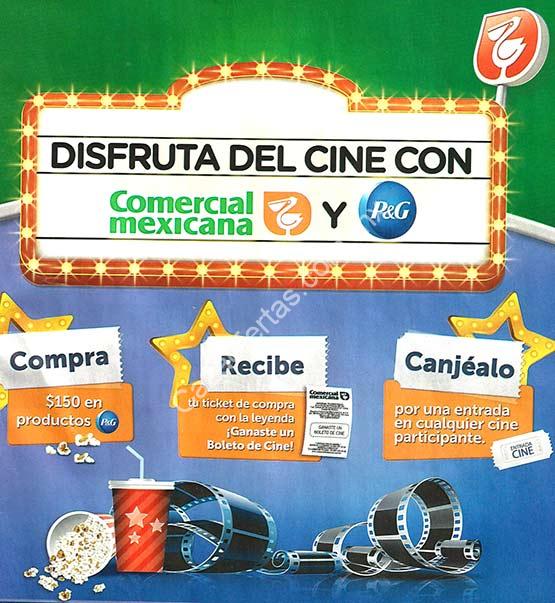 DISFRUTA DEL CINE CON
Comercial
mexicana
Y
P&G
Compra
$150 en
productos P&G
Recibe
tu ticket de compra
con la leyenda
¡Ganaste un
Boleto de Cine!
Comercial
mexicana
GANASTE UN
BOLETO DE CINE
Canjéalo
por una entrada
en cualquier cine
participante.
ENTRADA
CINE